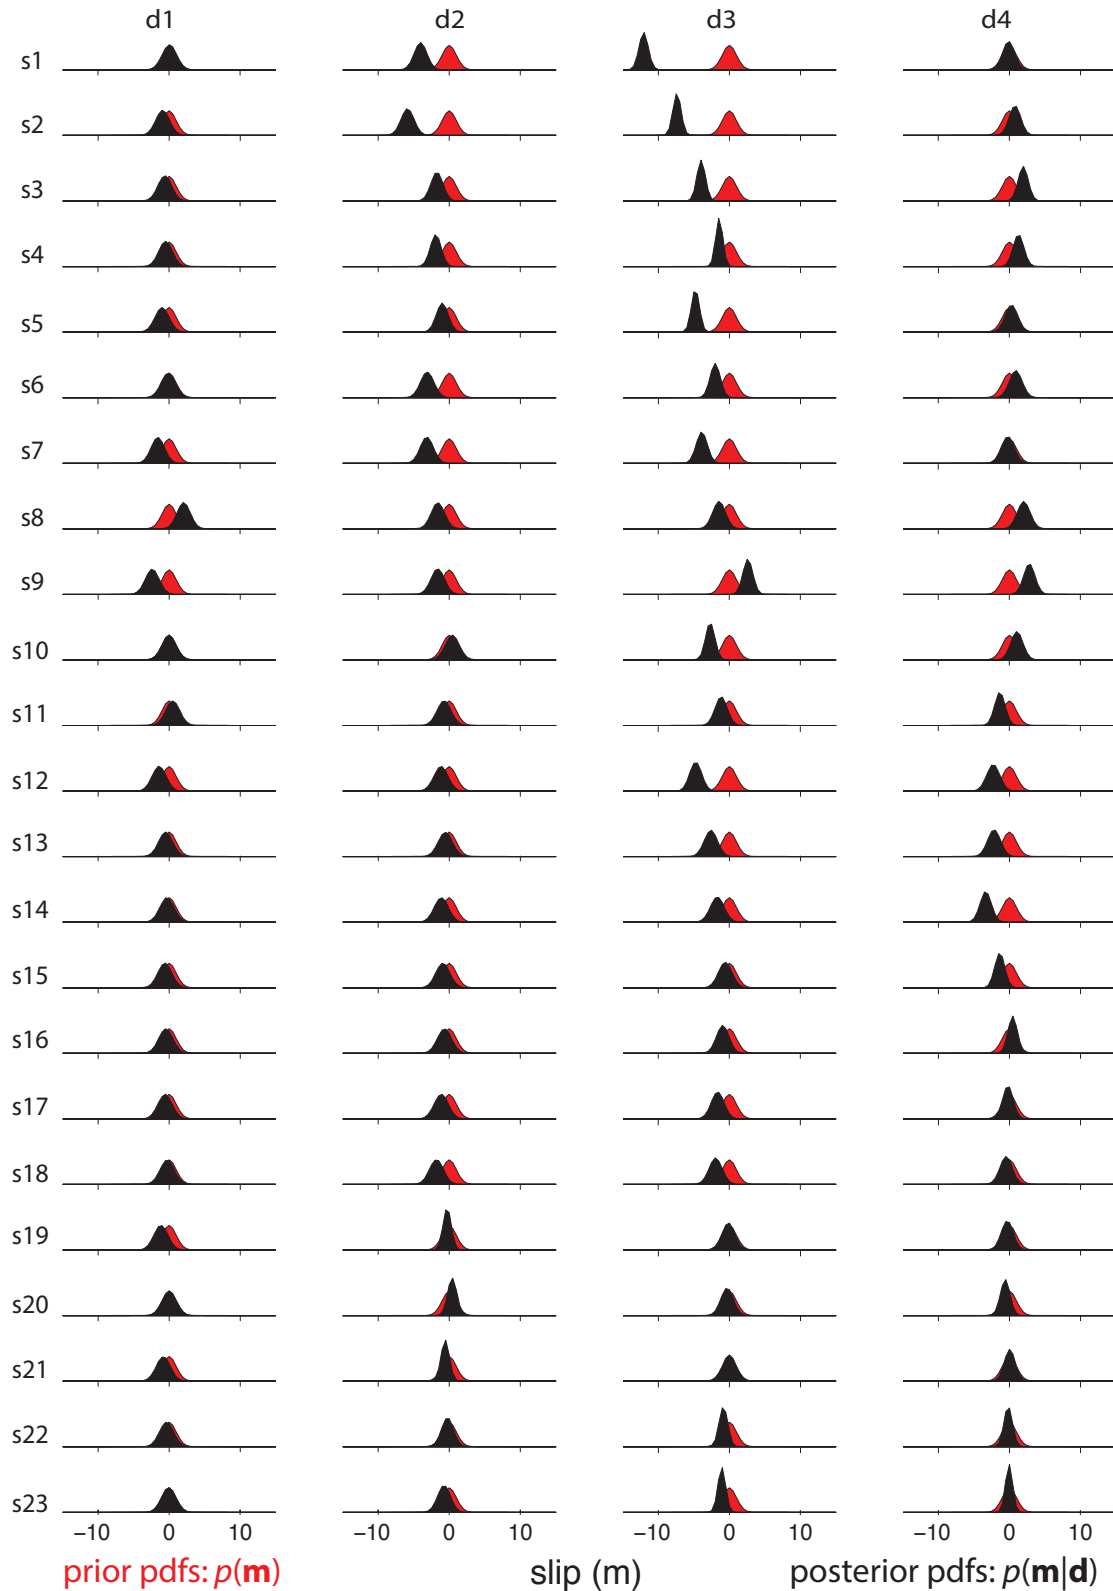 d1 d2 d3 d4
s1
s2
s3
s4
s5
s6
s7
s8
s9
s10
s11
s12
s13
s14
s15
s16
s17
s18
s19
s20
s21
s22
s23
−10 0 10 −10 0 10 −10 0 10 −10 0 10
prior pdfs: p(m) slip (m) posterior pdfs: p(m|d)